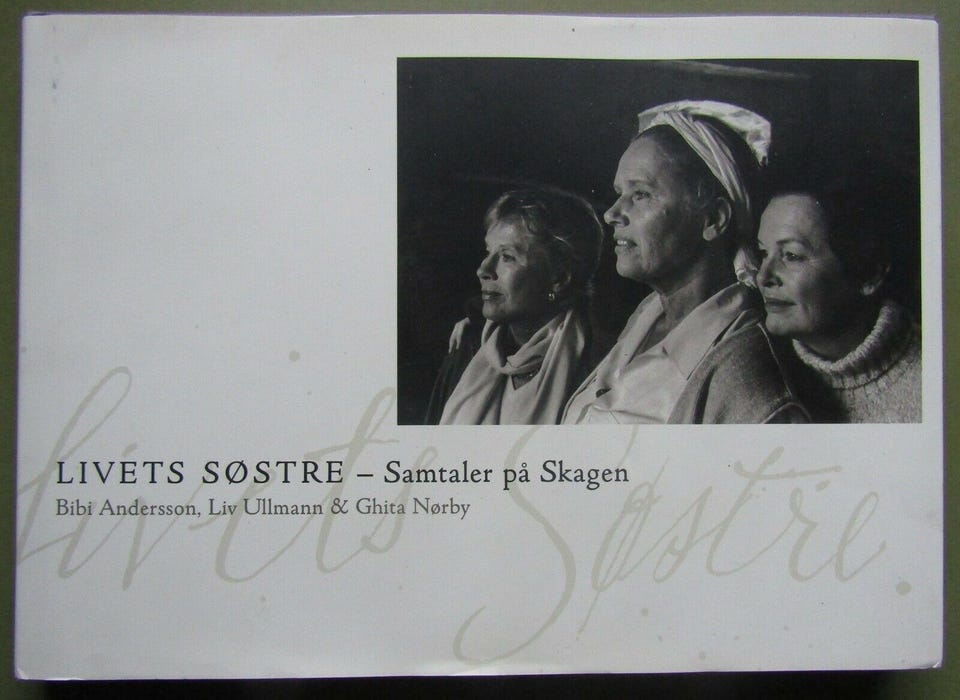 LIVETS SØSTRE – Samtaler på Skagen
Bibi Andersson, Liv Ullmann & Ghita Nørby
Livets Søstre.